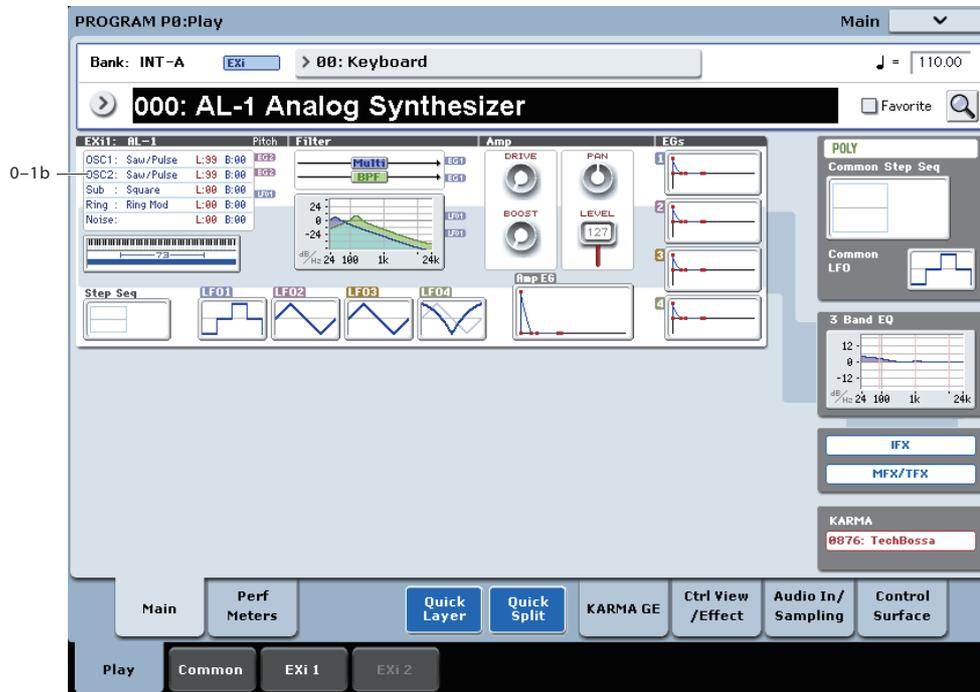 PROGRAM P0:Play Main
Bank: INT-A EXi 00: Keyboard ♩ = 110.00
000: AL-1 Analog Synthesizer Favorite
EXi1: AL-1 Pitch Filter Amp EGs
0-1b
OSC1: Saw/Pulse L:99 B:00 EG2
OSC2: Saw/Pulse L:99 B:00 EG2
Sub : Square L:00 B:00 LFO1
Ring : Ring Mod L:00 B:00
Noise: L:00 B:00
73
Multi EG1
BPF EG1
24
0
-24
dB/Hz 24 100 1k 24k
LFO1
LFO1
DRIVE PAN
BOOST LEVEL
127
1
2
3
4
Step Seq LFO1 LFO2 LFO3 LFO4 Amp EG
POLY
Common Step Seq
Common
LFO
3 Band EQ
12
0
-12
dB/Hz 24 100 1k 24k
IFX
MFX/TFX
KARMA
0876: TechBossa
Main
Perf
Meters
Quick
Layer
Quick
Split
KARMA GE
Ctrl View
/Effect
Audio In/
Sampling
Control
Surface
Play Common EXi 1 EXi 2